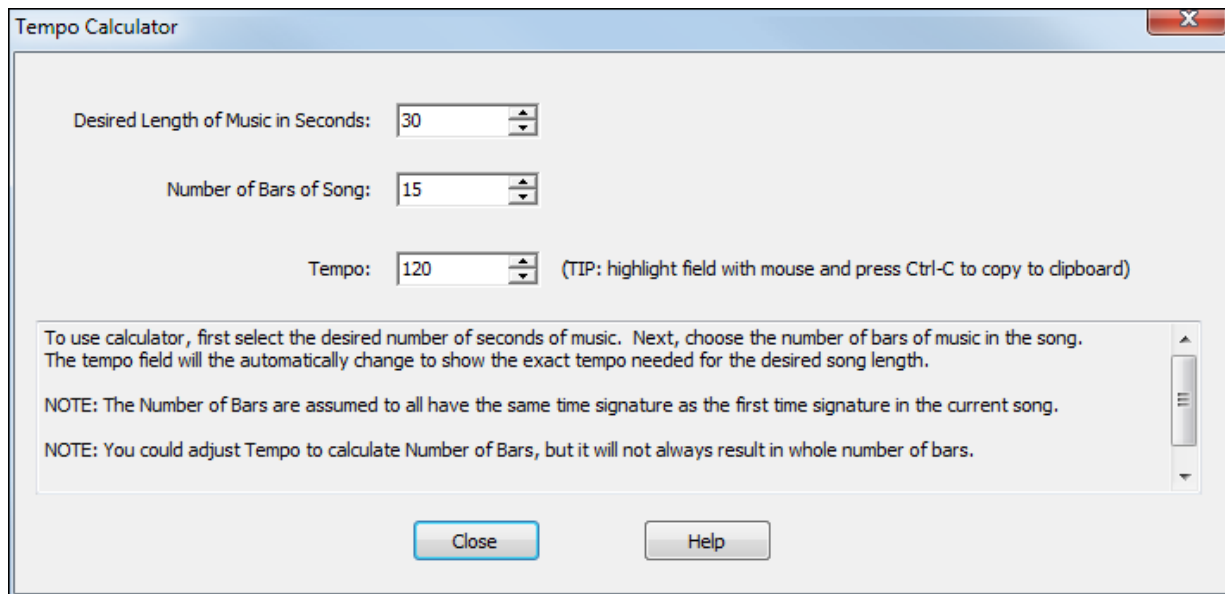 Tempo Calculator
Desired Length of Music in Seconds: 30
Number of Bars of Song: 15
Tempo: 120 (TIP: highlight field with mouse and press Ctrl-C to copy to clipboard)
To use calculator, first select the desired number of seconds of music.  Next, choose the number of bars of music in the song.
The tempo field will the automatically change to show the exact tempo needed for the desired song length.
NOTE: The Number of Bars are assumed to all have the same time signature as the first time signature in the current song.
NOTE: You could adjust Tempo to calculate Number of Bars, but it will not always result in whole number of bars.
Close Help